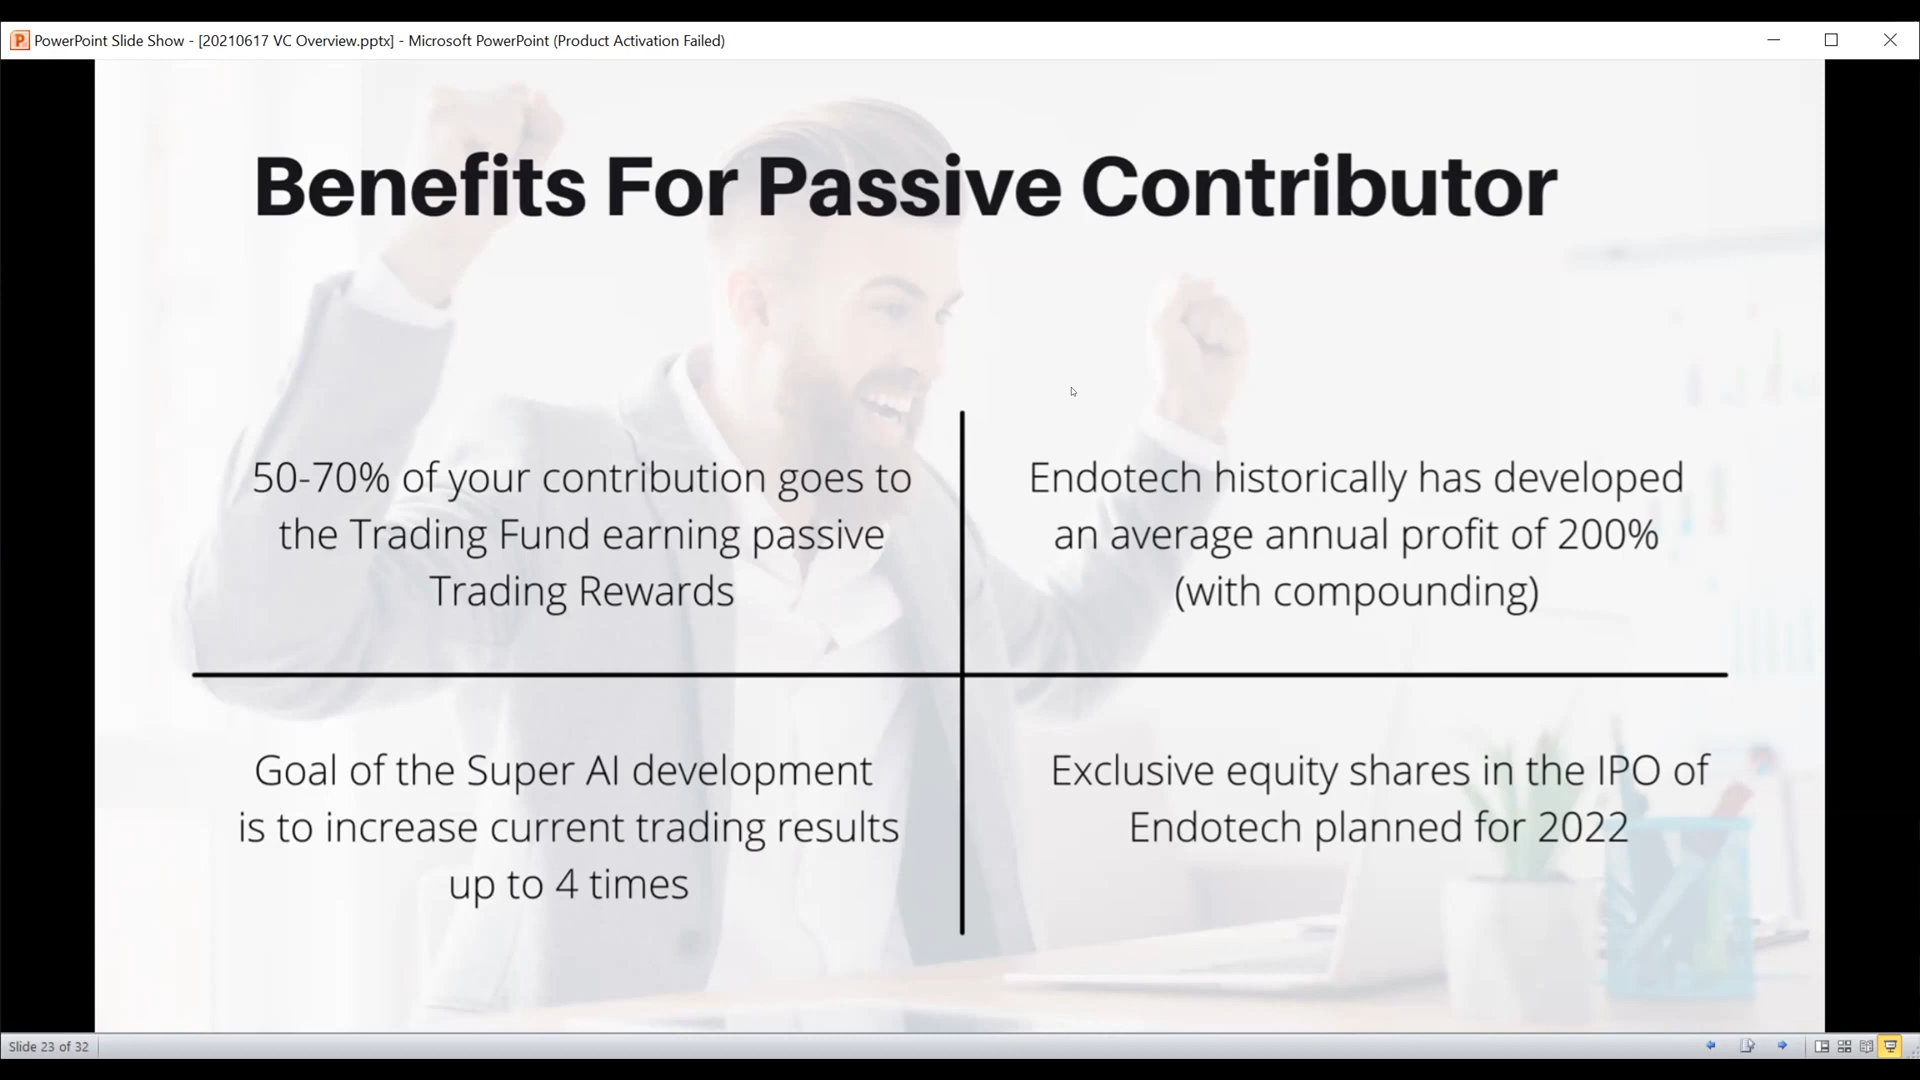 PowerPoint Slide Show - [20210617 VC Overview.pptx] - Microsoft PowerPoint (Product Activation Failed)
Benefits For Passive Contributor
50-70% of your contribution goes to
the Trading Fund earning passive
Trading Rewards
Endotech historically has developed
an average annual profit of 200%
(with compounding)
Goal of the Super AI development
is to increase current trading results
up to 4 times
Exclusive equity shares in the IPO of
Endotech planned for 2022
Slide 23 of 32